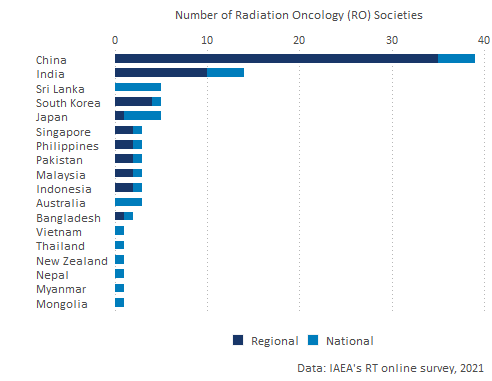 Number of Radiation Oncology (RO) Societies
0 10 20 30 40
China
India
Sri Lanka
South Korea
Japan
Singapore
Philippines
Pakistan
Malaysia
Indonesia
Australia
Bangladesh
Vietnam
Thailand
New Zealand
Nepal
Myanmar
Mongolia
Regional National
Data: IAEA's RT online survey, 2021